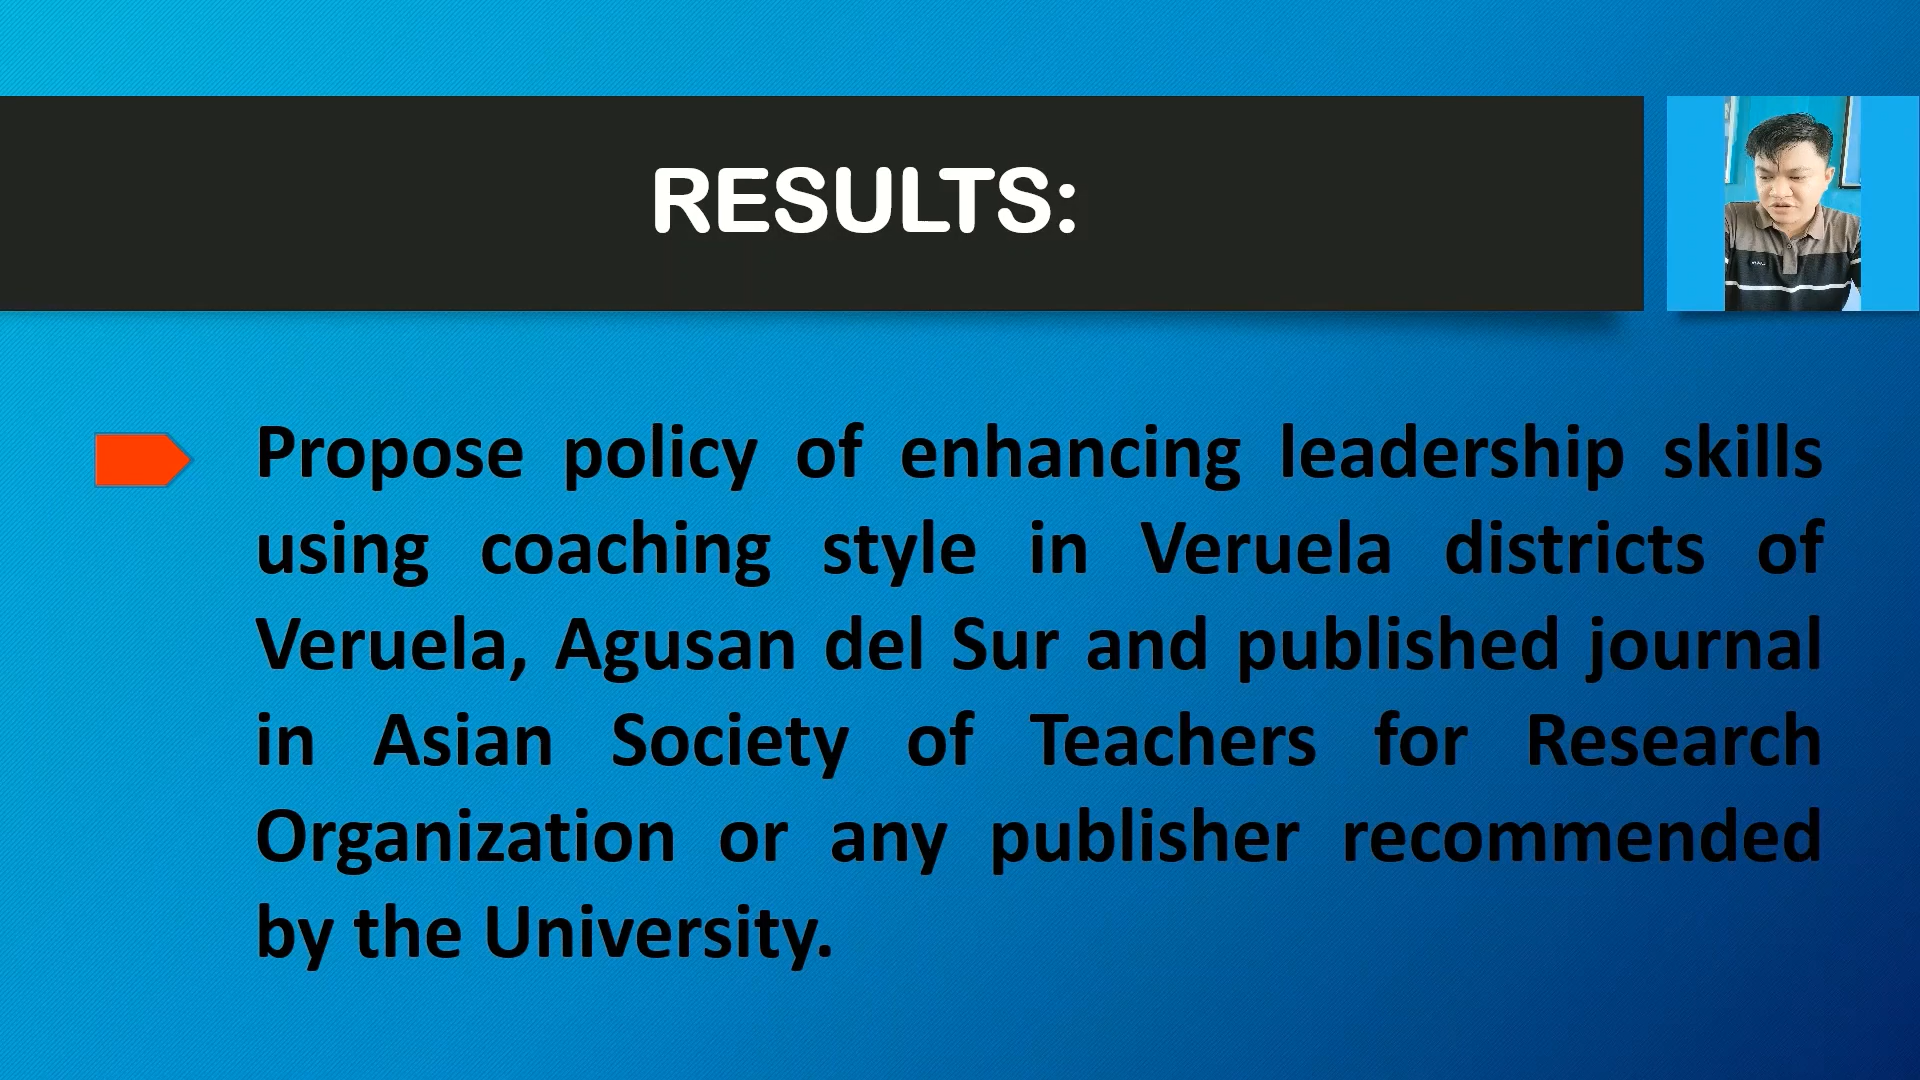 RESULTS:
Propose policy of enhancing leadership skills
using coaching style in Veruela districts of
Veruela, Agusan del Sur and published journal
in Asian Society of Teachers for Research
Organization or any publisher recommended
by the University.